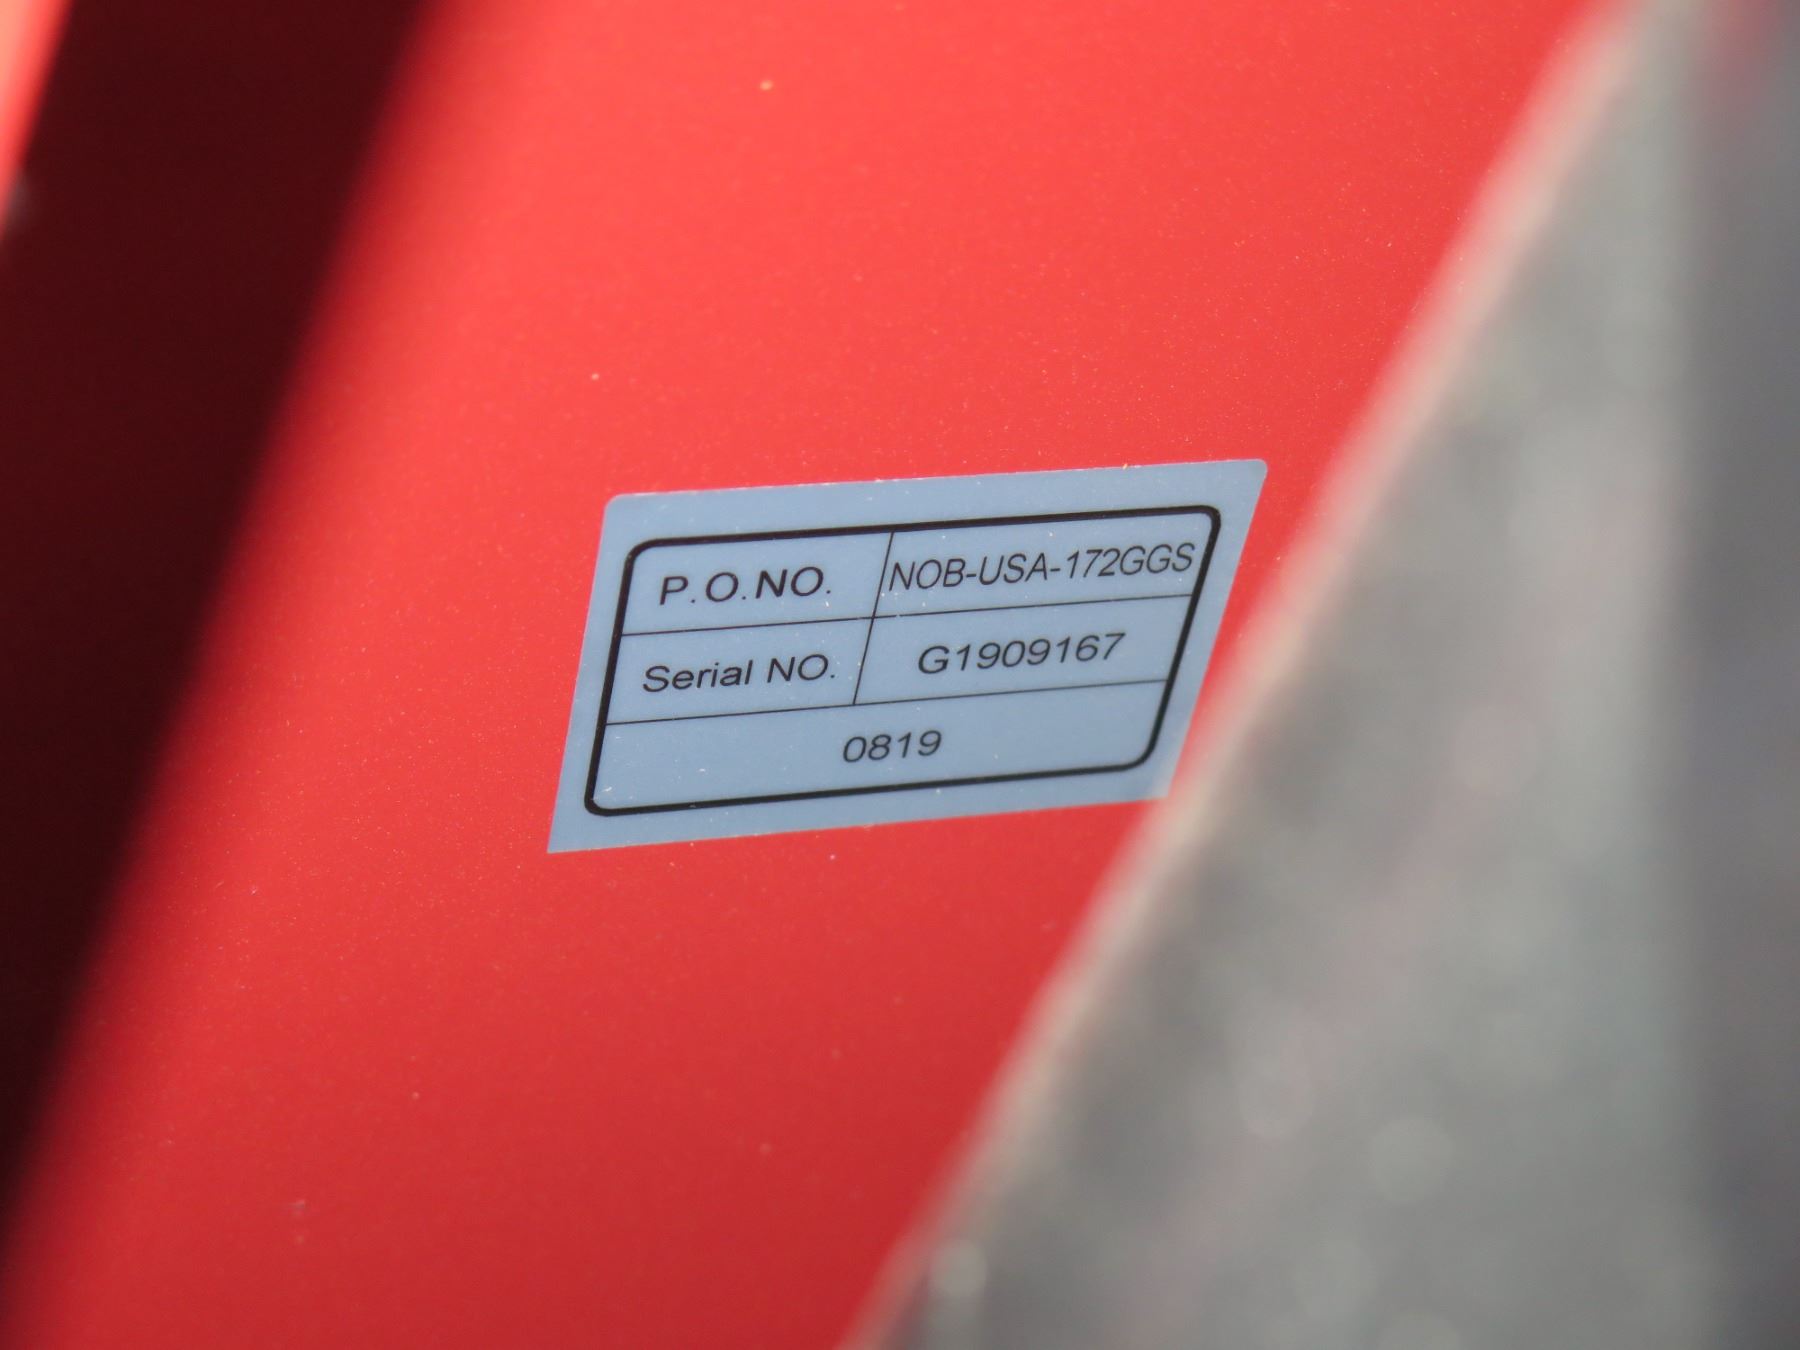 P.O.NO. NOB-USA-172GGS
Serial NO. G1909167
0819